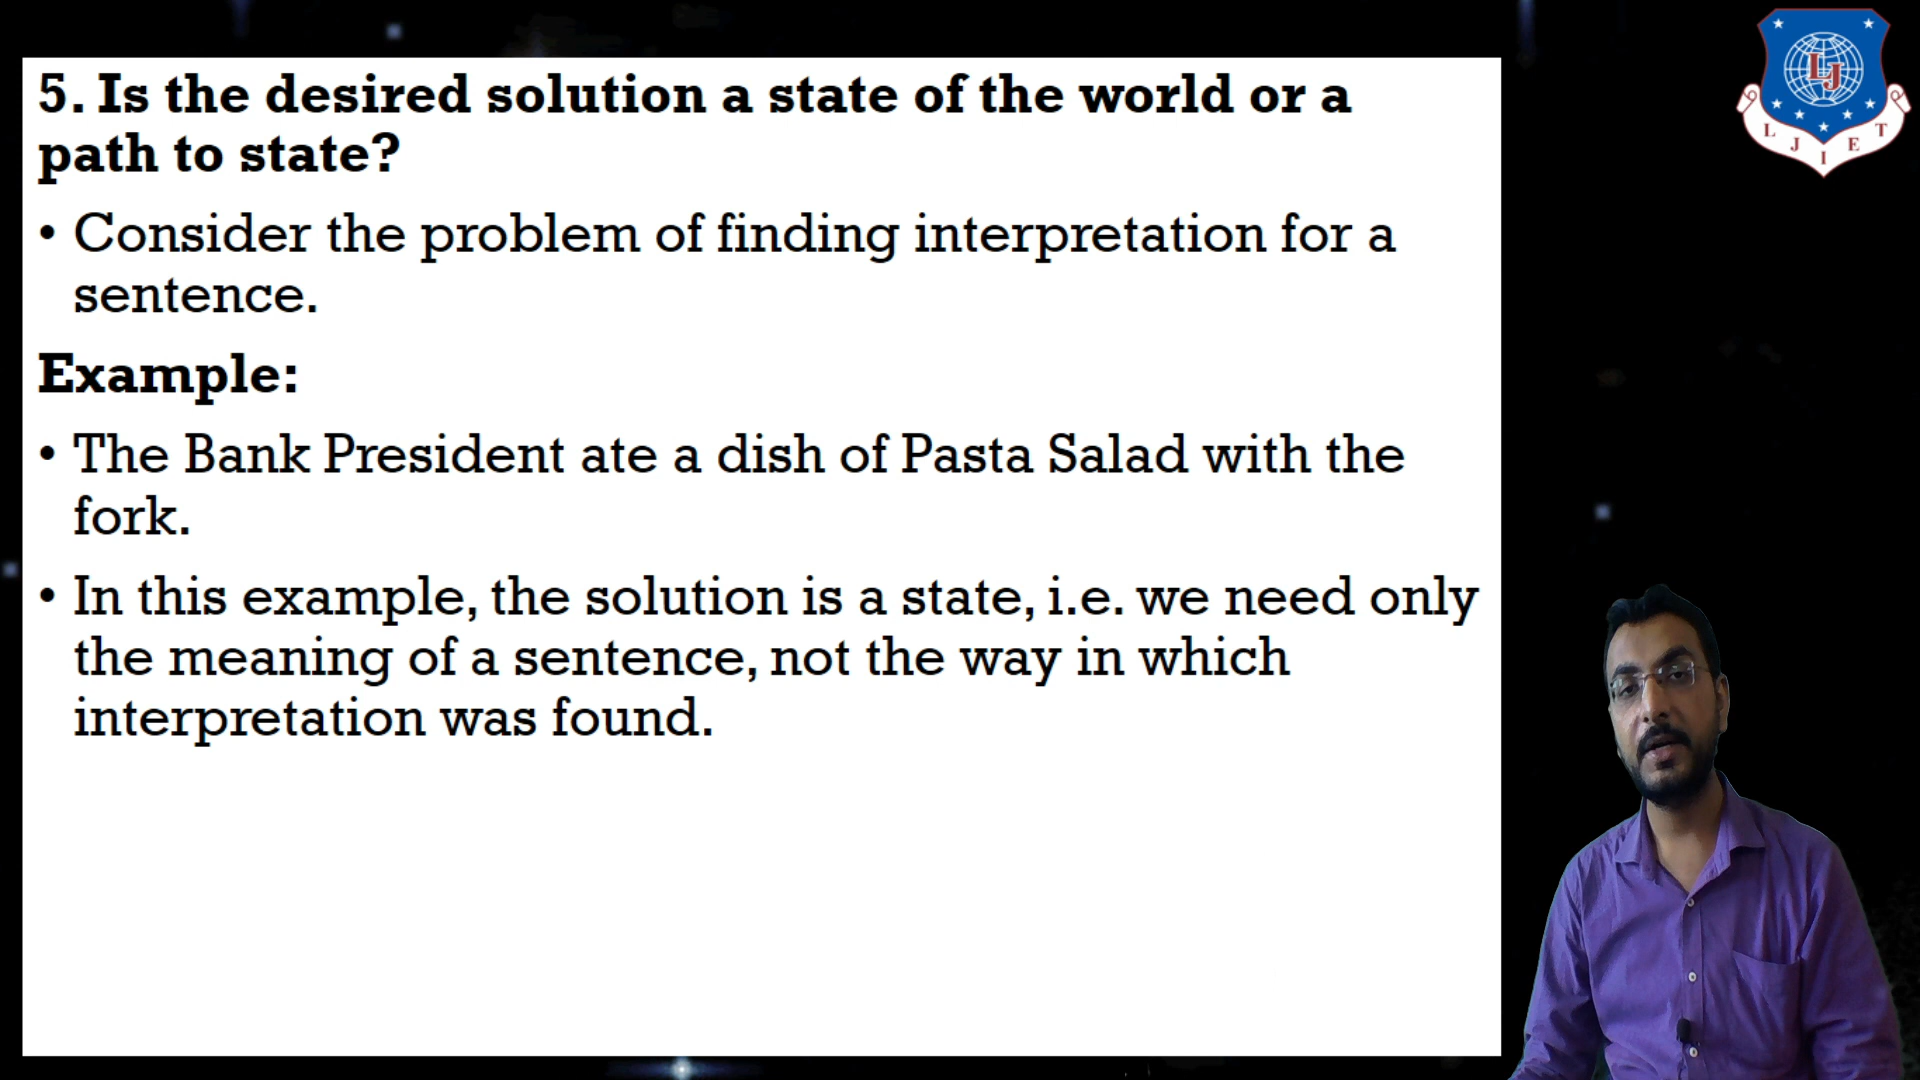 5. Is the desired solution a state of the world or a
path to state?
• Consider the problem of finding interpretation for a
sentence.
Example:
• The Bank President ate a dish of Pasta Salad with the
fork.
• In this example, the solution is a state, i.e. we need only
the meaning of a sentence, not the way in which
interpretation was found.
LJ
L J I E T